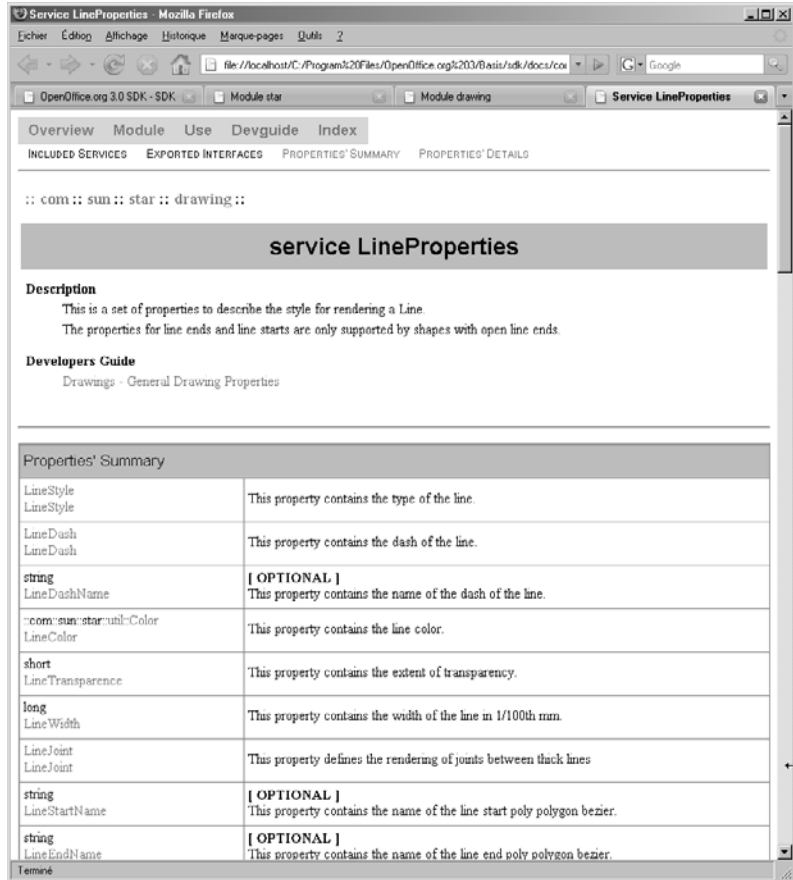 Service LineProperties - Mozilla Firefox
Fichier Édition Affichage Historique Marque-pages Outils ?
file://localhost/C:/Program%20Files/OpenOffice.org%203/Basis/sdk/docs/co
Google
OpenOffice.org 3.0 SDK - SDK
Module star
Module drawing
Service LineProperties
Overview Module Use Devguide Index
INCLUDED SERVICES EXPORTED INTERFACES PROPERTIES' SUMMARY PROPERTIES' DETAILS
:: com :: sun :: star :: drawing ::
service LineProperties
Description
This is a set of properties to describe the style for rendering a Line.
The properties for line ends and line starts are only supported by shapes with open line ends.
Developers Guide
Drawings - General Drawing Properties
Properties' Summary
LineStyle
LineStyle
This property contains the type of the line.
LineDash
LineDash
This property contains the dash of the line.
string
LineDashName
[ OPTIONAL ]
This property contains the name of the dash of the line.
::com::sun::star::util::Color
LineColor
This property contains the line color.
short
LineTransparence
This property contains the extent of transparency.
long
LineWidth
This property contains the width of the line in 1/100th mm.
LineJoint
LineJoint
This property defines the rendering of joints between thick lines
string
LineStartName
[ OPTIONAL ]
This property contains the name of the line start poly polygon bezier.
string
LineEndName
[ OPTIONAL ]
This property contains the name of the line end poly polygon bezier.
Terminé